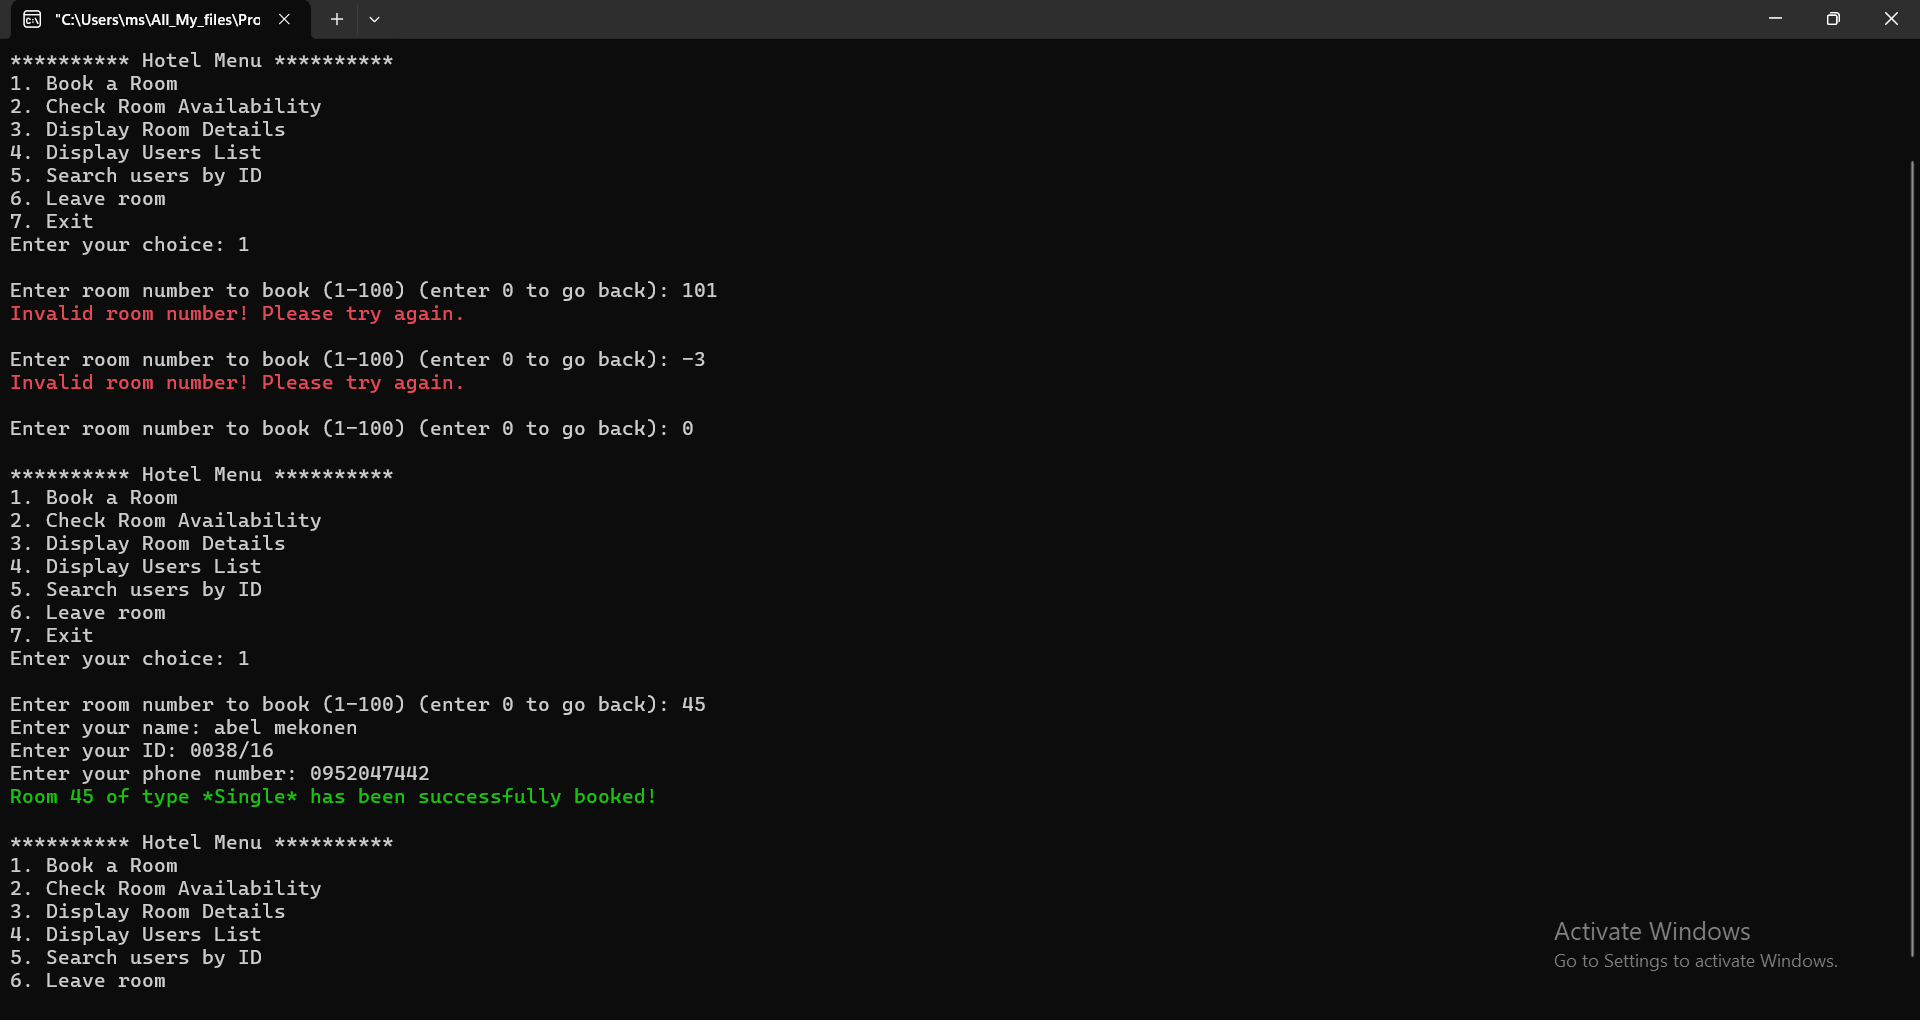 "C:\Users\ms\All_My_files\Pro
********** Hotel Menu **********
1. Book a Room
2. Check Room Availability
3. Display Room Details
4. Display Users List
5. Search users by ID
6. Leave room
7. Exit
Enter your choice: 1
Enter room number to book (1-100) (enter 0 to go back): 101
Invalid room number! Please try again.
Enter room number to book (1-100) (enter 0 to go back): -3
Invalid room number! Please try again.
Enter room number to book (1-100) (enter 0 to go back): 0
********** Hotel Menu **********
1. Book a Room
2. Check Room Availability
3. Display Room Details
4. Display Users List
5. Search users by ID
6. Leave room
7. Exit
Enter your choice: 1
Enter room number to book (1-100) (enter 0 to go back): 45
Enter your name: abel mekonen
Enter your ID: 0038/16
Enter your phone number: 0952047442
Room 45 of type *Single* has been successfully booked!
********** Hotel Menu **********
1. Book a Room
2. Check Room Availability
3. Display Room Details
4. Display Users List
5. Search users by ID
6. Leave room
Activate Windows
Go to Settings to activate Windows.